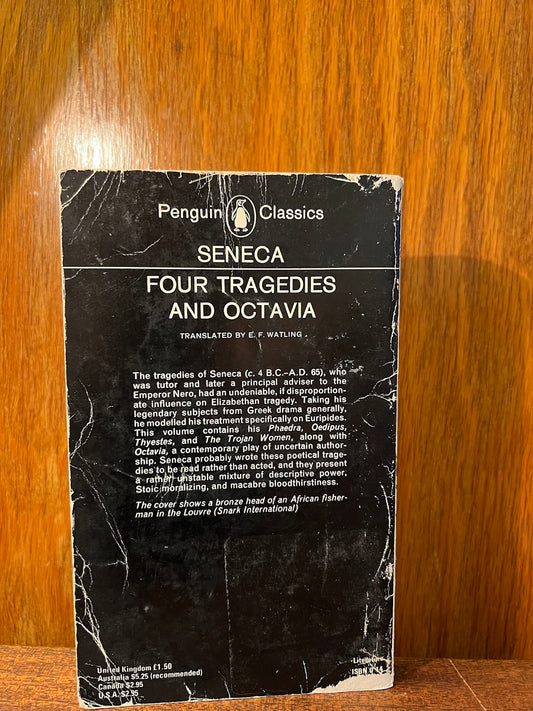 Penguin Classics
SENECA
FOUR TRAGEDIES
AND OCTAVIA
TRANSLATED BY E. F. WATLING
The tragedies of Seneca (c. 4 B.C.–A.D. 65), who
was tutor and later a principal adviser to the
Emperor Nero, had an undeniable, if disproportion-
ate influence on Elizabethan tragedy. Taking his
legendary subjects from Greek drama generally,
he modelled his treatment specifically on Euripides.
This volume contains his Phaedra, Oedipus,
Thyestes, and The Trojan Women, along with
Octavia, a contemporary play of uncertain author-
ship. Seneca probably wrote these poetical trage-
dies to be read rather than acted, and they present
a rather unstable mixture of descriptive power,
Stoic moralizing, and macabre bloodthirstiness.
The cover shows a bronze head of an African fisher-
man in the Louvre (Snark International)
United Kingdom £1.50
Australia $5.25 (recommended)
Canada $2.95
U.S.A. $2.95
ISBN 0 14